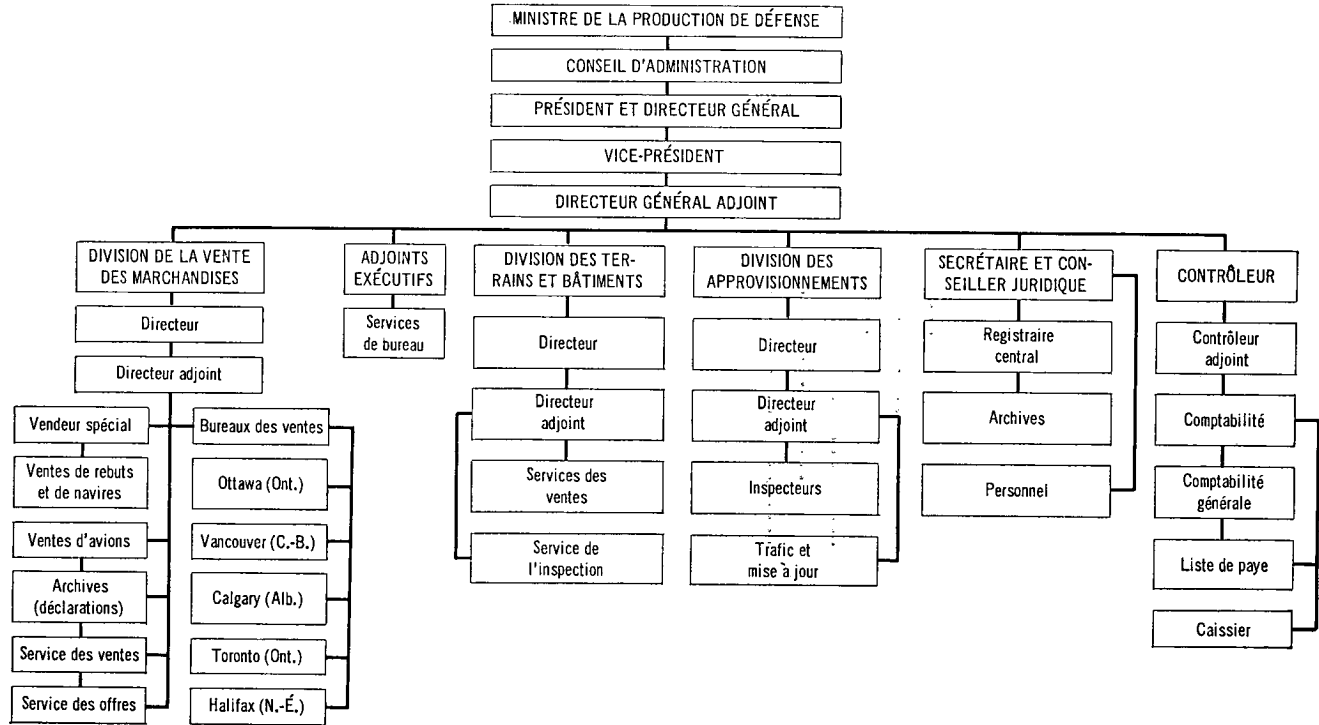 MINISTRE DE LA PRODUCTION DE DÉFENSE
CONSEIL D'ADMINISTRATION
PRÉSIDENT ET DIRECTEUR GÉNÉRAL
VICE-PRÉSIDENT
DIRECTEUR GÉNÉRAL ADJOINT
DIVISION DE LA VENTE
DES MARCHANDISES
Directeur
Directeur adjoint
Vendeur spécial
Ventes de rebuts
et de navires
Ventes d'avions
Archives
(déclarations)
Service des ventes
Service des offres
Bureaux des ventes
Ottawa (Ont.)
Vancouver (C.-B.)
Calgary (Alb.)
Toronto (Ont.)
Halifax (N.-É.)
ADJOINTS
EXÉCUTIFS
Services
de bureau
DIVISION DES TER-
RAINS ET BÂTIMENTS
Directeur
Directeur
adjoint
Services des
ventes
Service de
l'inspection
DIVISION DES
APPROVISIONNEMENTS
Directeur
Directeur
adjoint
Inspecteurs
Trafic et
mise à jour
SECRÉTAIRE ET CON-
SEILLER JURIDIQUE
Registraire
central
Archives
Personnel
CONTRÔLEUR
Contrôleur
adjoint
Comptabilité
Comptabilité
générale
Liste de paye
Caissier